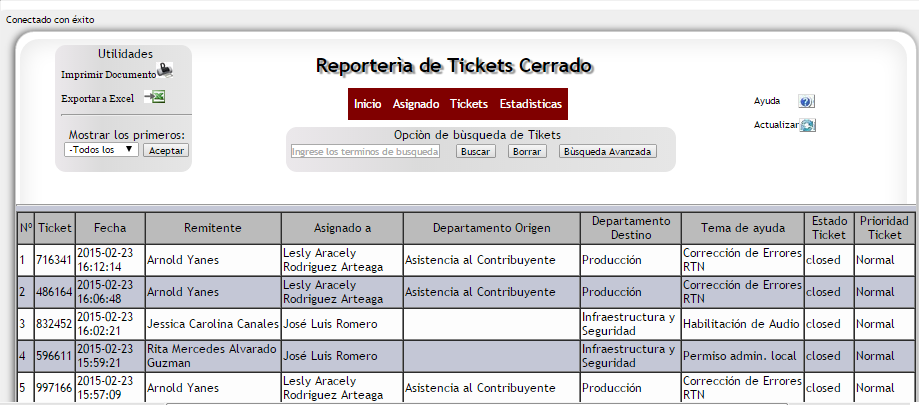 Conectado con éxito
Utilidades
Imprimir Documento
Exportar a Excel
Mostrar los primeros:
-Todos los
Aceptar
Reporterìa de Tìckets Cerrado
Inicio Asignado Tickets Estadìsticas
Opciòn de bùsqueda de Tikets
Ingrese los terminos de busqueda
Buscar Borrar Bùsqueda Avanzada
Ayuda
Actualizar
Nº Ticket Fecha Remitente Asignado a Departamento Origen Departamento Destino Tema de ayuda Estado Ticket Prioridad Ticket
1 716341 2015-02-23 16:12:14 Arnold Yanes Lesly Aracely Rodriguez Arteaga Asistencia al Contribuyente Producción Corrección de Errores RTN closed Normal
2 486164 2015-02-23 16:06:48 Arnold Yanes Lesly Aracely Rodriguez Arteaga Asistencia al Contribuyente Producción Corrección de Errores RTN closed Normal
3 832452 2015-02-23 16:02:21 Jessica Carolina Canales José Luis Romero Infraestructura y Seguridad Habilitación de Audio closed Normal
4 596611 2015-02-23 15:59:21 Rita Mercedes Alvarado Guzman José Luis Romero Infraestructura y Seguridad Permiso admin. local closed Normal
5 997166 2015-02-23 15:57:09 Arnold Yanes Lesly Aracely Rodriguez Arteaga Asistencia al Contribuyente Producción Corrección de Errores RTN closed Normal